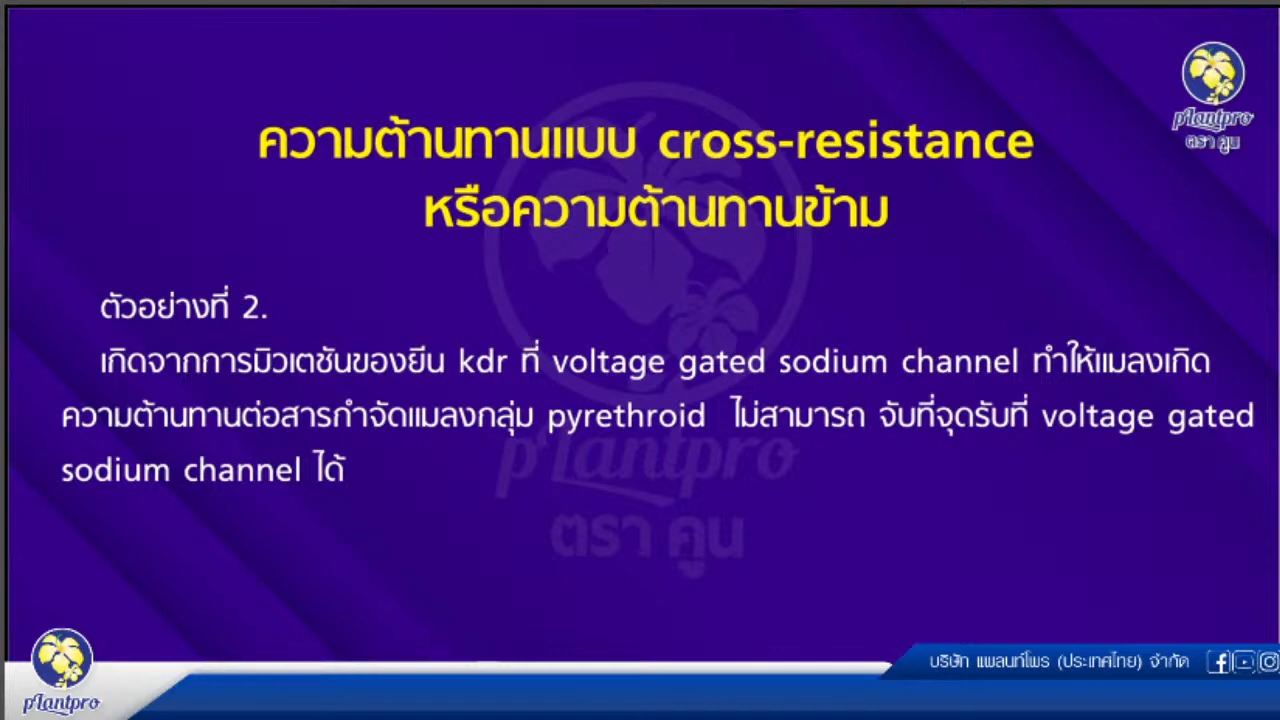 plantpro
ตรา คูน
ความต้านทานแบบ cross-resistance
หรือความต้านทานข้าม
ตัวอย่างที่ 2.
เกิดจากการมิวเตชันของยีน kdr ที่ voltage gated sodium channel ทำให้แมลงเกิด
ความต้านทานต่อสารกำจัดแมลงกลุ่ม pyrethroid ไม่สามารถ จับที่จุดรับที่ voltage gated
sodium channel ได้
plantpro
ตรา คูน
plantpro
บริษัท แพลนท์โพร (ประเทศไทย) จำกัด